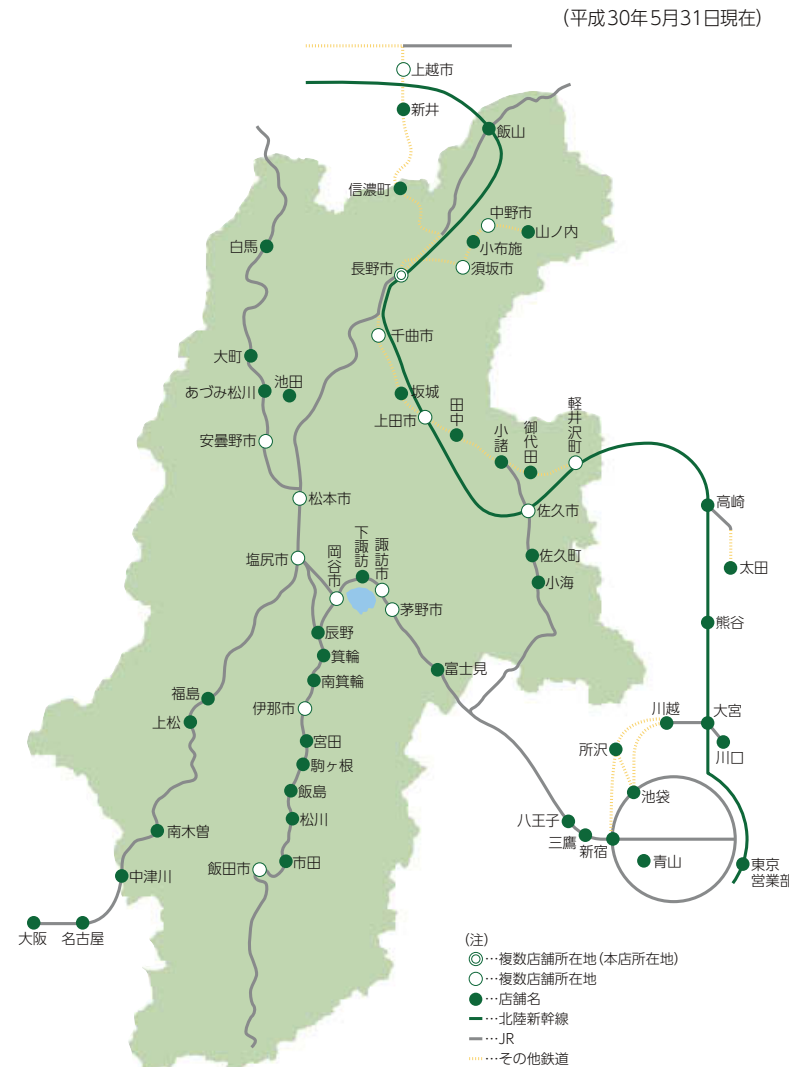 (平成30年5月31日現在)
上越市
新井
飯山
信濃町
中野市
山ノ内
小布施
白馬
長野市
須坂市
千曲市
大町
池田
あづみ松川
坂城
田中
上田市
小諸
御代田
軽井沢町
安曇野市
松本市
佐久市
高崎
塩尻市
岡谷市
下諏訪
諏訪市
佐久町
太田
小海
茅野市
熊谷
辰野
箕輪
富士見
南箕輪
福島
伊那市
川越
大宮
上松
宮田
所沢
川口
駒ヶ根
飯島
池袋
松川
八王子
南木曽
三鷹
新宿
青山
市田
飯田市
東京
営業部
中津川
大阪
名古屋
(注)
◎…複数店舗所在地(本店所在地)
○…複数店舗所在地
●…店舗名
…北陸新幹線
…JR
…その他鉄道